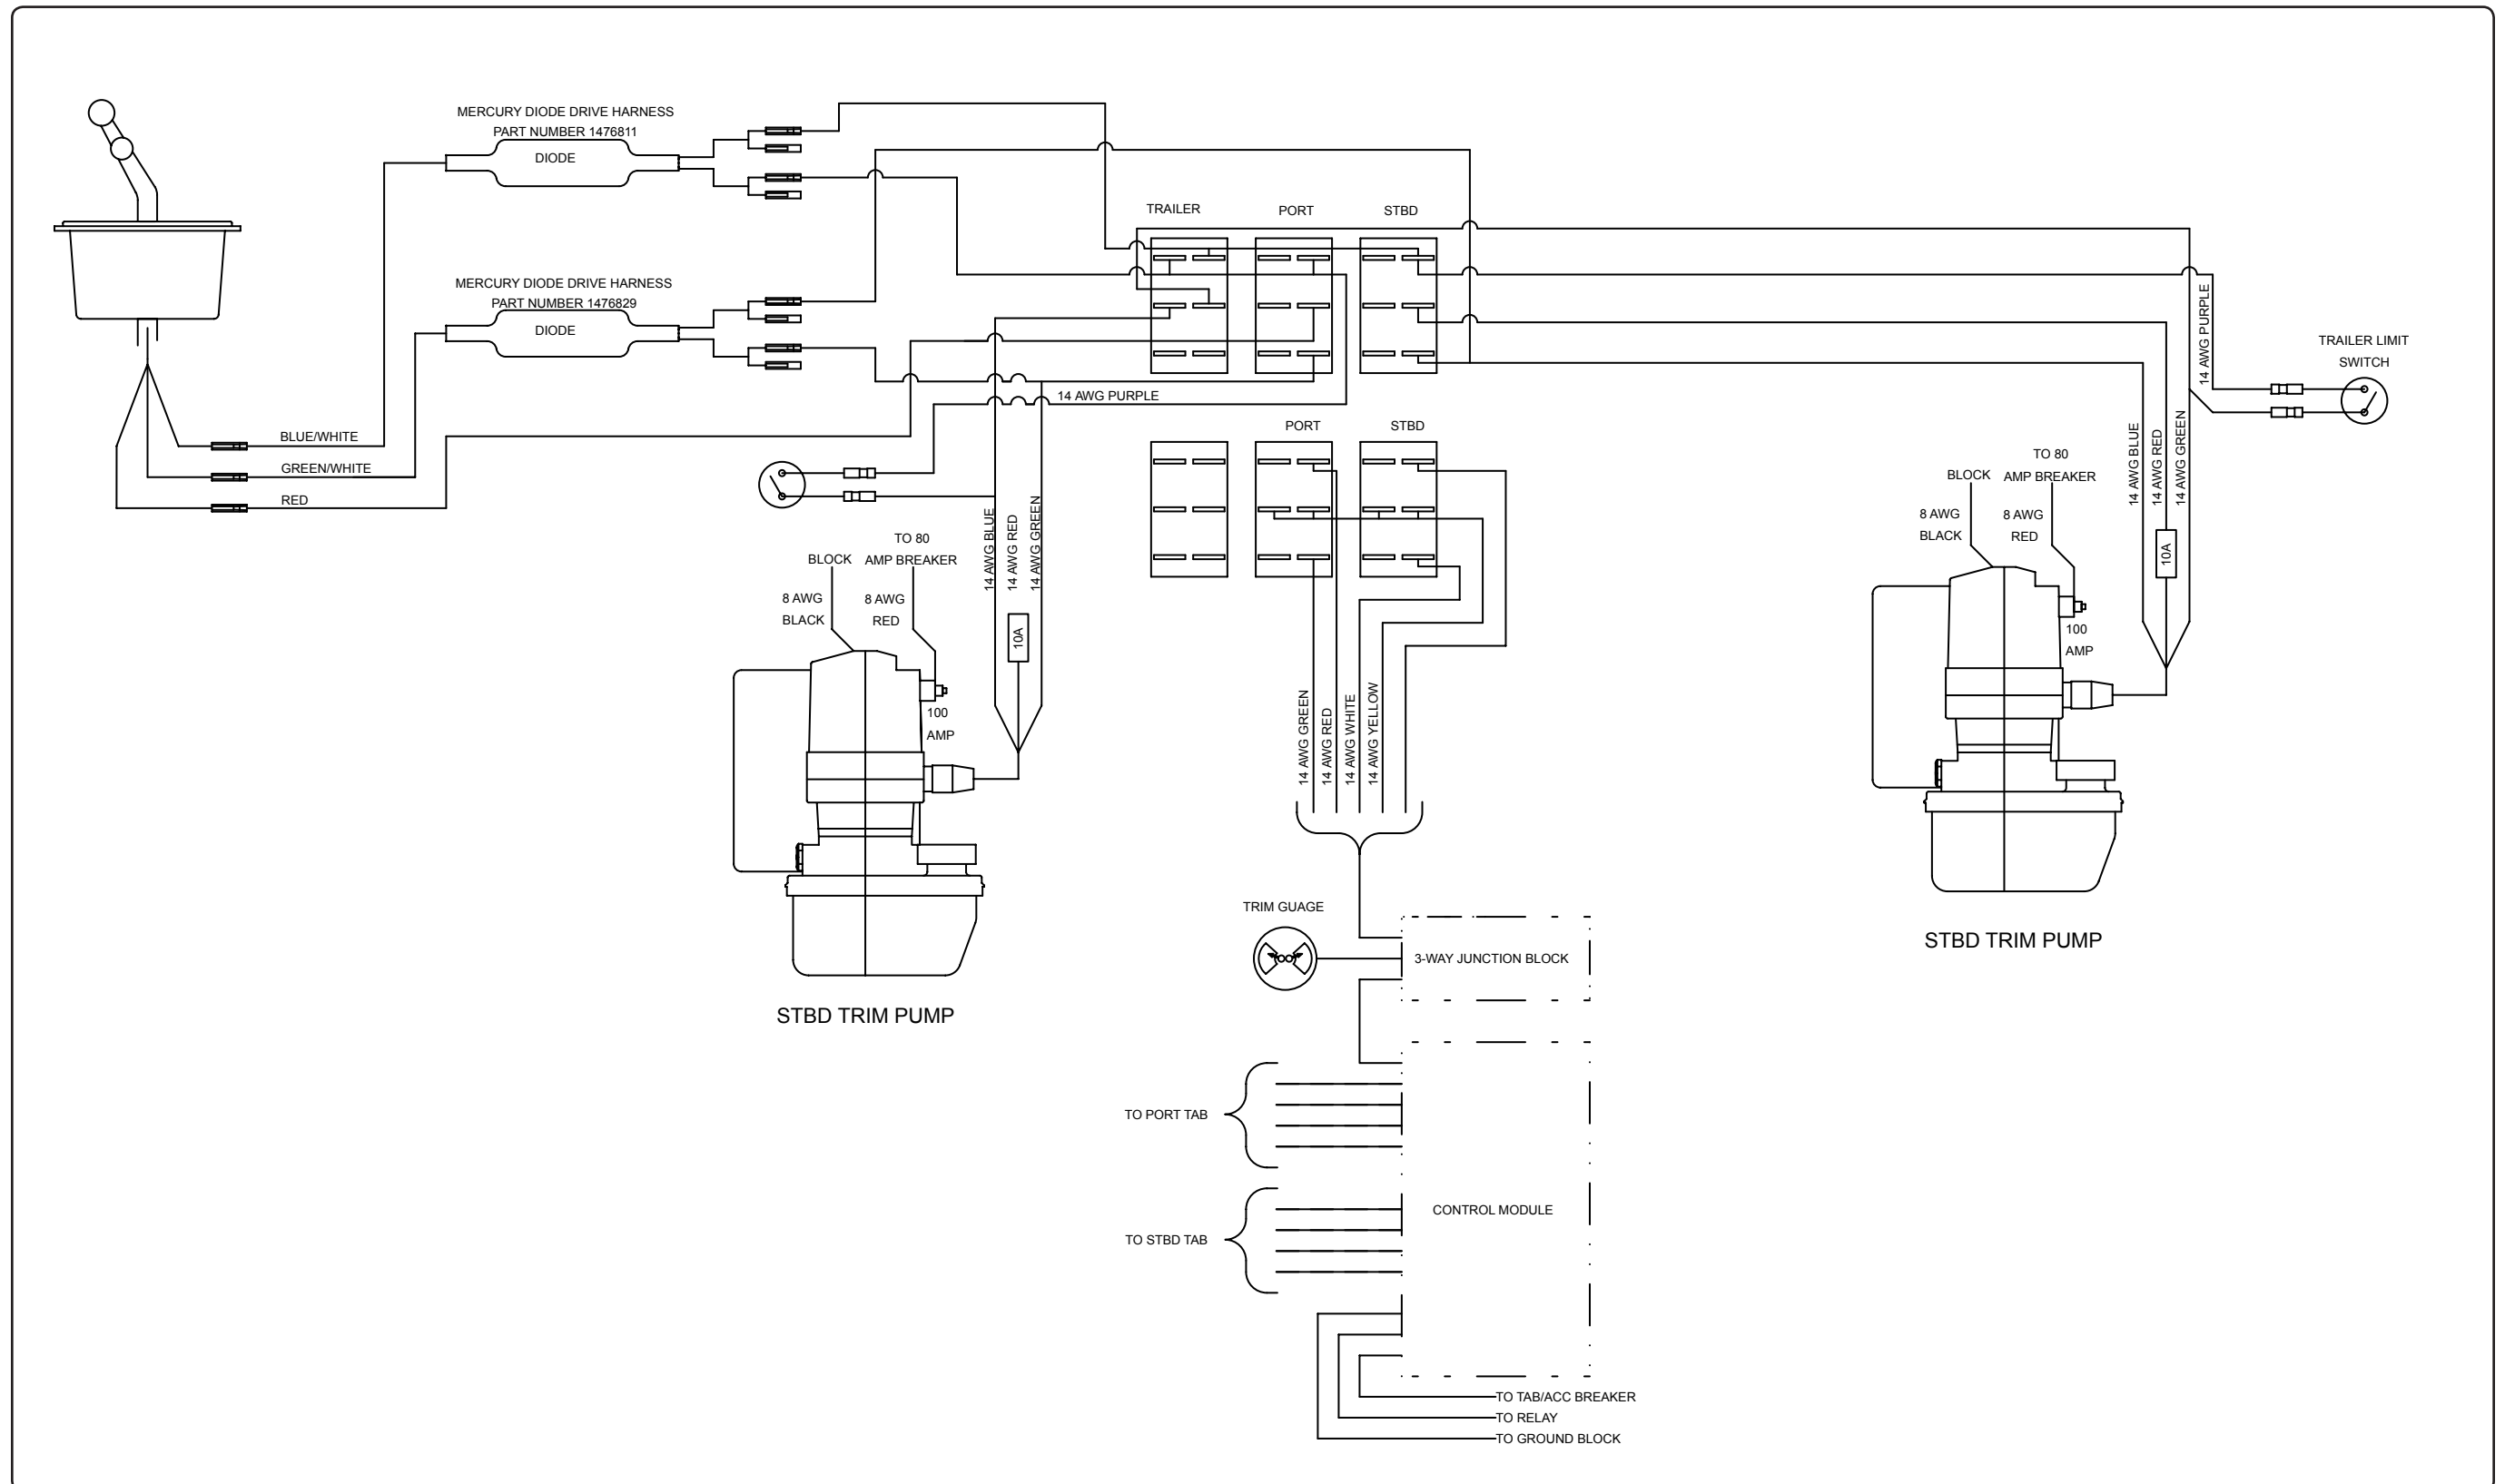 MERCURY DIODE DRIVE HARNESS
PART NUMBER 1476811
DIODE
MERCURY DIODE DRIVE HARNESS
PART NUMBER 1476829
DIODE
BLUE/WHITE
GREEN/WHITE
RED
TRAILER
PORT
STBD
14 AWG PURPLE
14 AWG PURPLE
TRAILER LIMIT
SWITCH
PORT
STBD
BLOCK
TO 80
AMP BREAKER
8 AWG
BLACK
8 AWG
RED
14 AWG BLUE
14 AWG RED
14 AWG GREEN
10A
100
AMP
STBD TRIM PUMP
BLOCK
TO 80
AMP BREAKER
8 AWG
BLACK
8 AWG
RED
14 AWG BLUE
14 AWG RED
14 AWG GREEN
10A
100
AMP
STBD TRIM PUMP
14 AWG GREEN
14 AWG RED
14 AWG WHITE
14 AWG YELLOW
TRIM GUAGE
3-WAY JUNCTION BLOCK
TO PORT TAB
TO STBD TAB
CONTROL MODULE
TO TAB/ACC BREAKER
TO RELAY
TO GROUND BLOCK